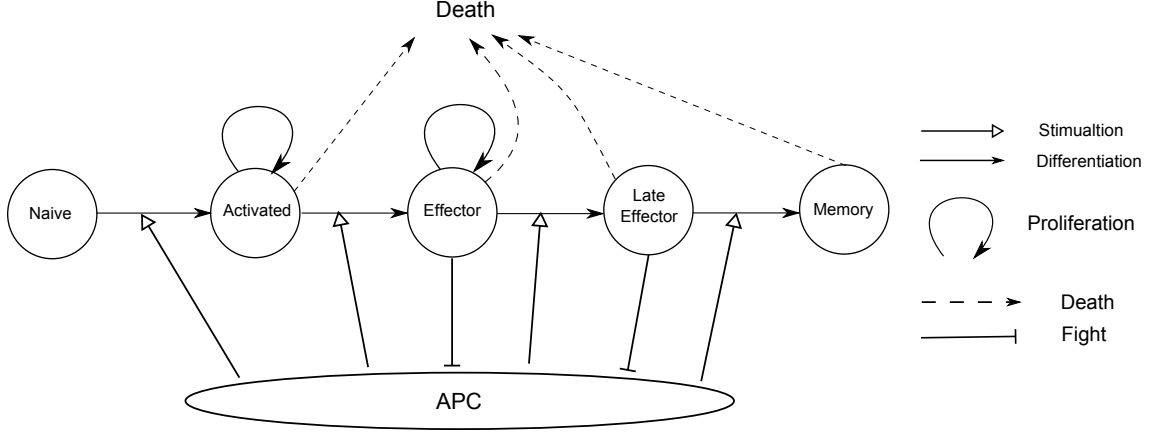 Death
Naive
Activated
Effector
Late
Effector
Memory
APC
Stimualtion
Differentiation
Proliferation
Death
Fight